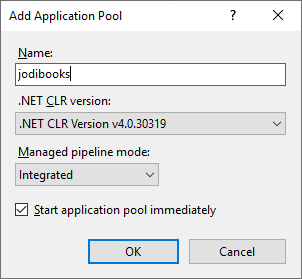 Add Application Pool
Name:
jodibooks
.NET CLR version:
.NET CLR Version v4.0.30319
Managed pipeline mode:
Integrated
Start application pool immediately
OK Cancel